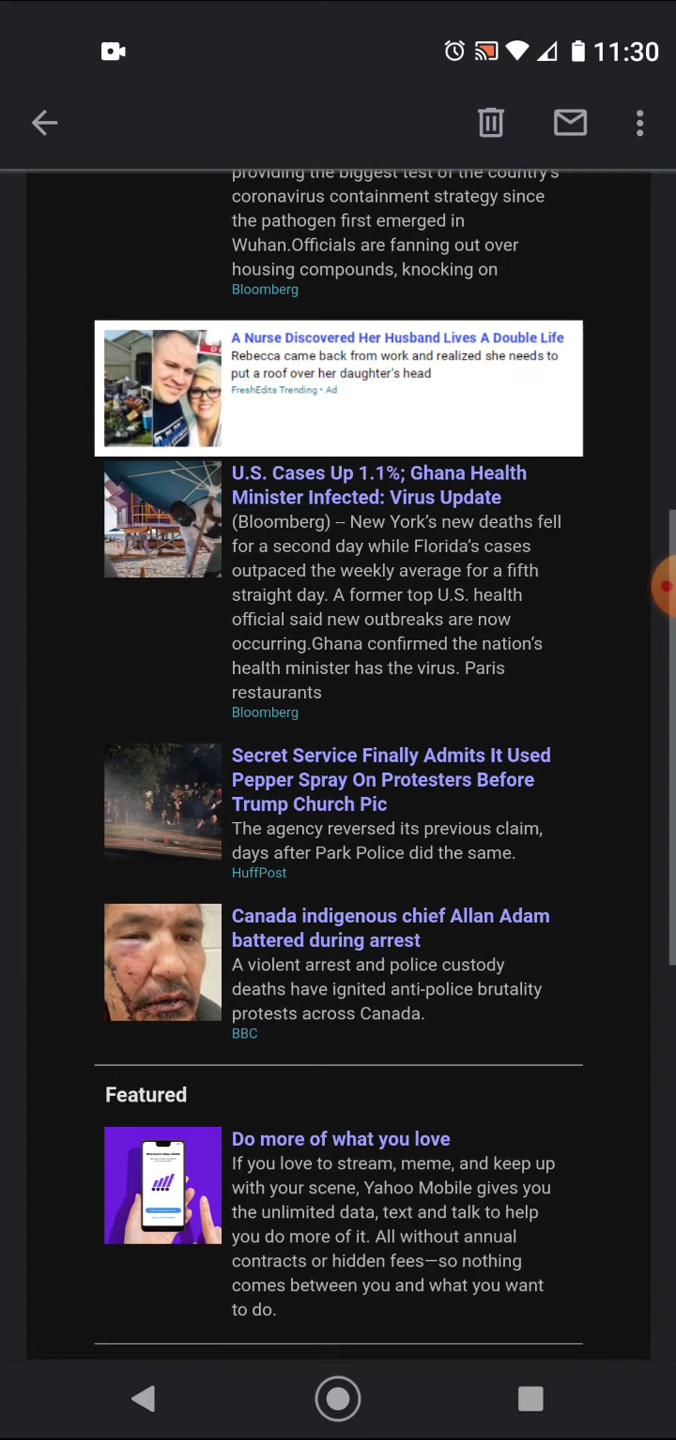 11:30
providing the biggest test of the country's
coronavirus containment strategy since
the pathogen first emerged in
Wuhan.Officials are fanning out over
housing compounds, knocking on
Bloomberg
A Nurse Discovered Her Husband Lives A Double Life
Rebecca came back from work and realized she needs to
put a roof over her daughter's head
FreshEdits Trending • Ad
U.S. Cases Up 1.1%; Ghana Health
Minister Infected: Virus Update
(Bloomberg) -- New York’s new deaths fell
for a second day while Florida’s cases
outpaced the weekly average for a fifth
straight day. A former top U.S. health
official said new outbreaks are now
occurring.Ghana confirmed the nation’s
health minister has the virus. Paris
restaurants
Bloomberg
Secret Service Finally Admits It Used
Pepper Spray On Protesters Before
Trump Church Pic
The agency reversed its previous claim,
days after Park Police did the same.
HuffPost
Canada indigenous chief Allan Adam
battered during arrest
A violent arrest and police custody
deaths have ignited anti-police brutality
protests across Canada.
BBC
Featured
Do more of what you love
If you love to stream, meme, and keep up
with your scene, Yahoo Mobile gives you
the unlimited data, text and talk to help
you do more of it. All without annual
contracts or hidden fees—so nothing
comes between you and what you want
to do.